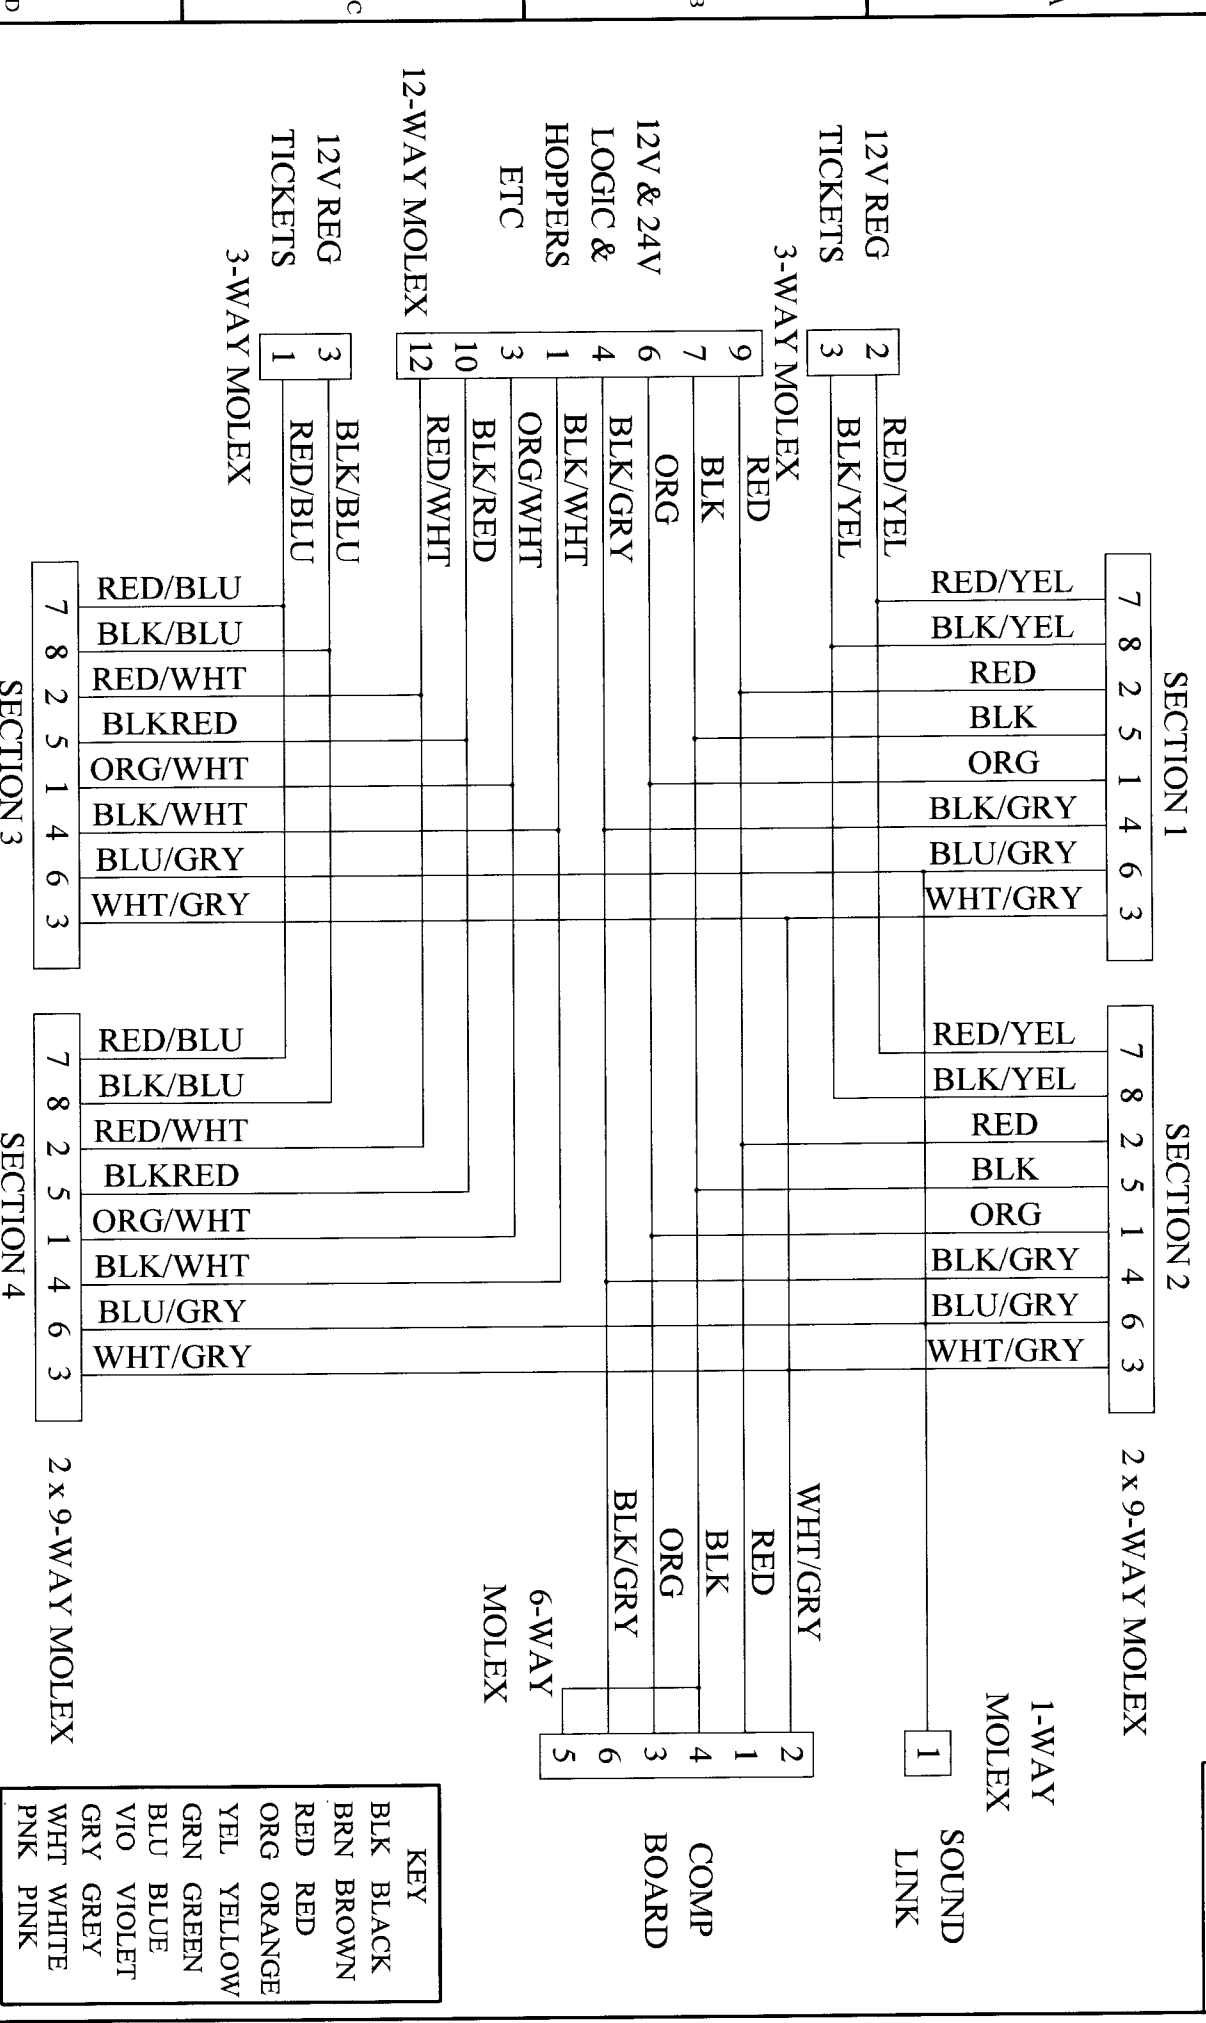 D
C
B
A
12V REG
TICKETS
3-WAY MOLEX
2
3
RED/YEL
BLK/YEL
12V & 24V
LOGIC &
HOPPERS
ETC
12-WAY MOLEX
9
7
6
4
1
3
10
12
RED
BLK
ORG
BLK/GRY
BLK/WHT
ORG/WHT
BLK/RED
RED/WHT
12V REG
TICKETS
3-WAY MOLEX
3
1
BLK/BLU
RED/BLU
SECTION 1
7
8
2
5
1
4
6
3
RED/YEL
BLK/YEL
RED
BLK
ORG
BLK/GRY
BLU/GRY
WHT/GRY
SECTION 2
7
8
2
5
1
4
6
3
RED/YEL
BLK/YEL
RED
BLK
ORG
BLK/GRY
BLU/GRY
WHT/GRY
2 x 9-WAY MOLEX
RED/BLU
BLK/BLU
RED/WHT
BLKRED
ORG/WHT
BLK/WHT
BLU/GRY
WHT/GRY
7
8
2
5
1
4
6
3
SECTION 3
RED/BLU
BLK/BLU
RED/WHT
BLKRED
ORG/WHT
BLK/WHT
BLU/GRY
WHT/GRY
7
8
2
5
1
4
6
3
SECTION 4
2 x 9-WAY MOLEX
1-WAY
MOLEX
1
SOUND
LINK
WHT/GRY
RED
BLK
ORG
BLK/GRY
6-WAY
MOLEX
2
1
4
3
6
5
COMP
BOARD
KEY
BLK BLACK
BRN BROWN
RED RED
ORG ORANGE
YEL YELLOW
GRN GREEN
BLU BLUE
VIO VIOLET
GRY GREY
WHT WHITE
PNK PINK